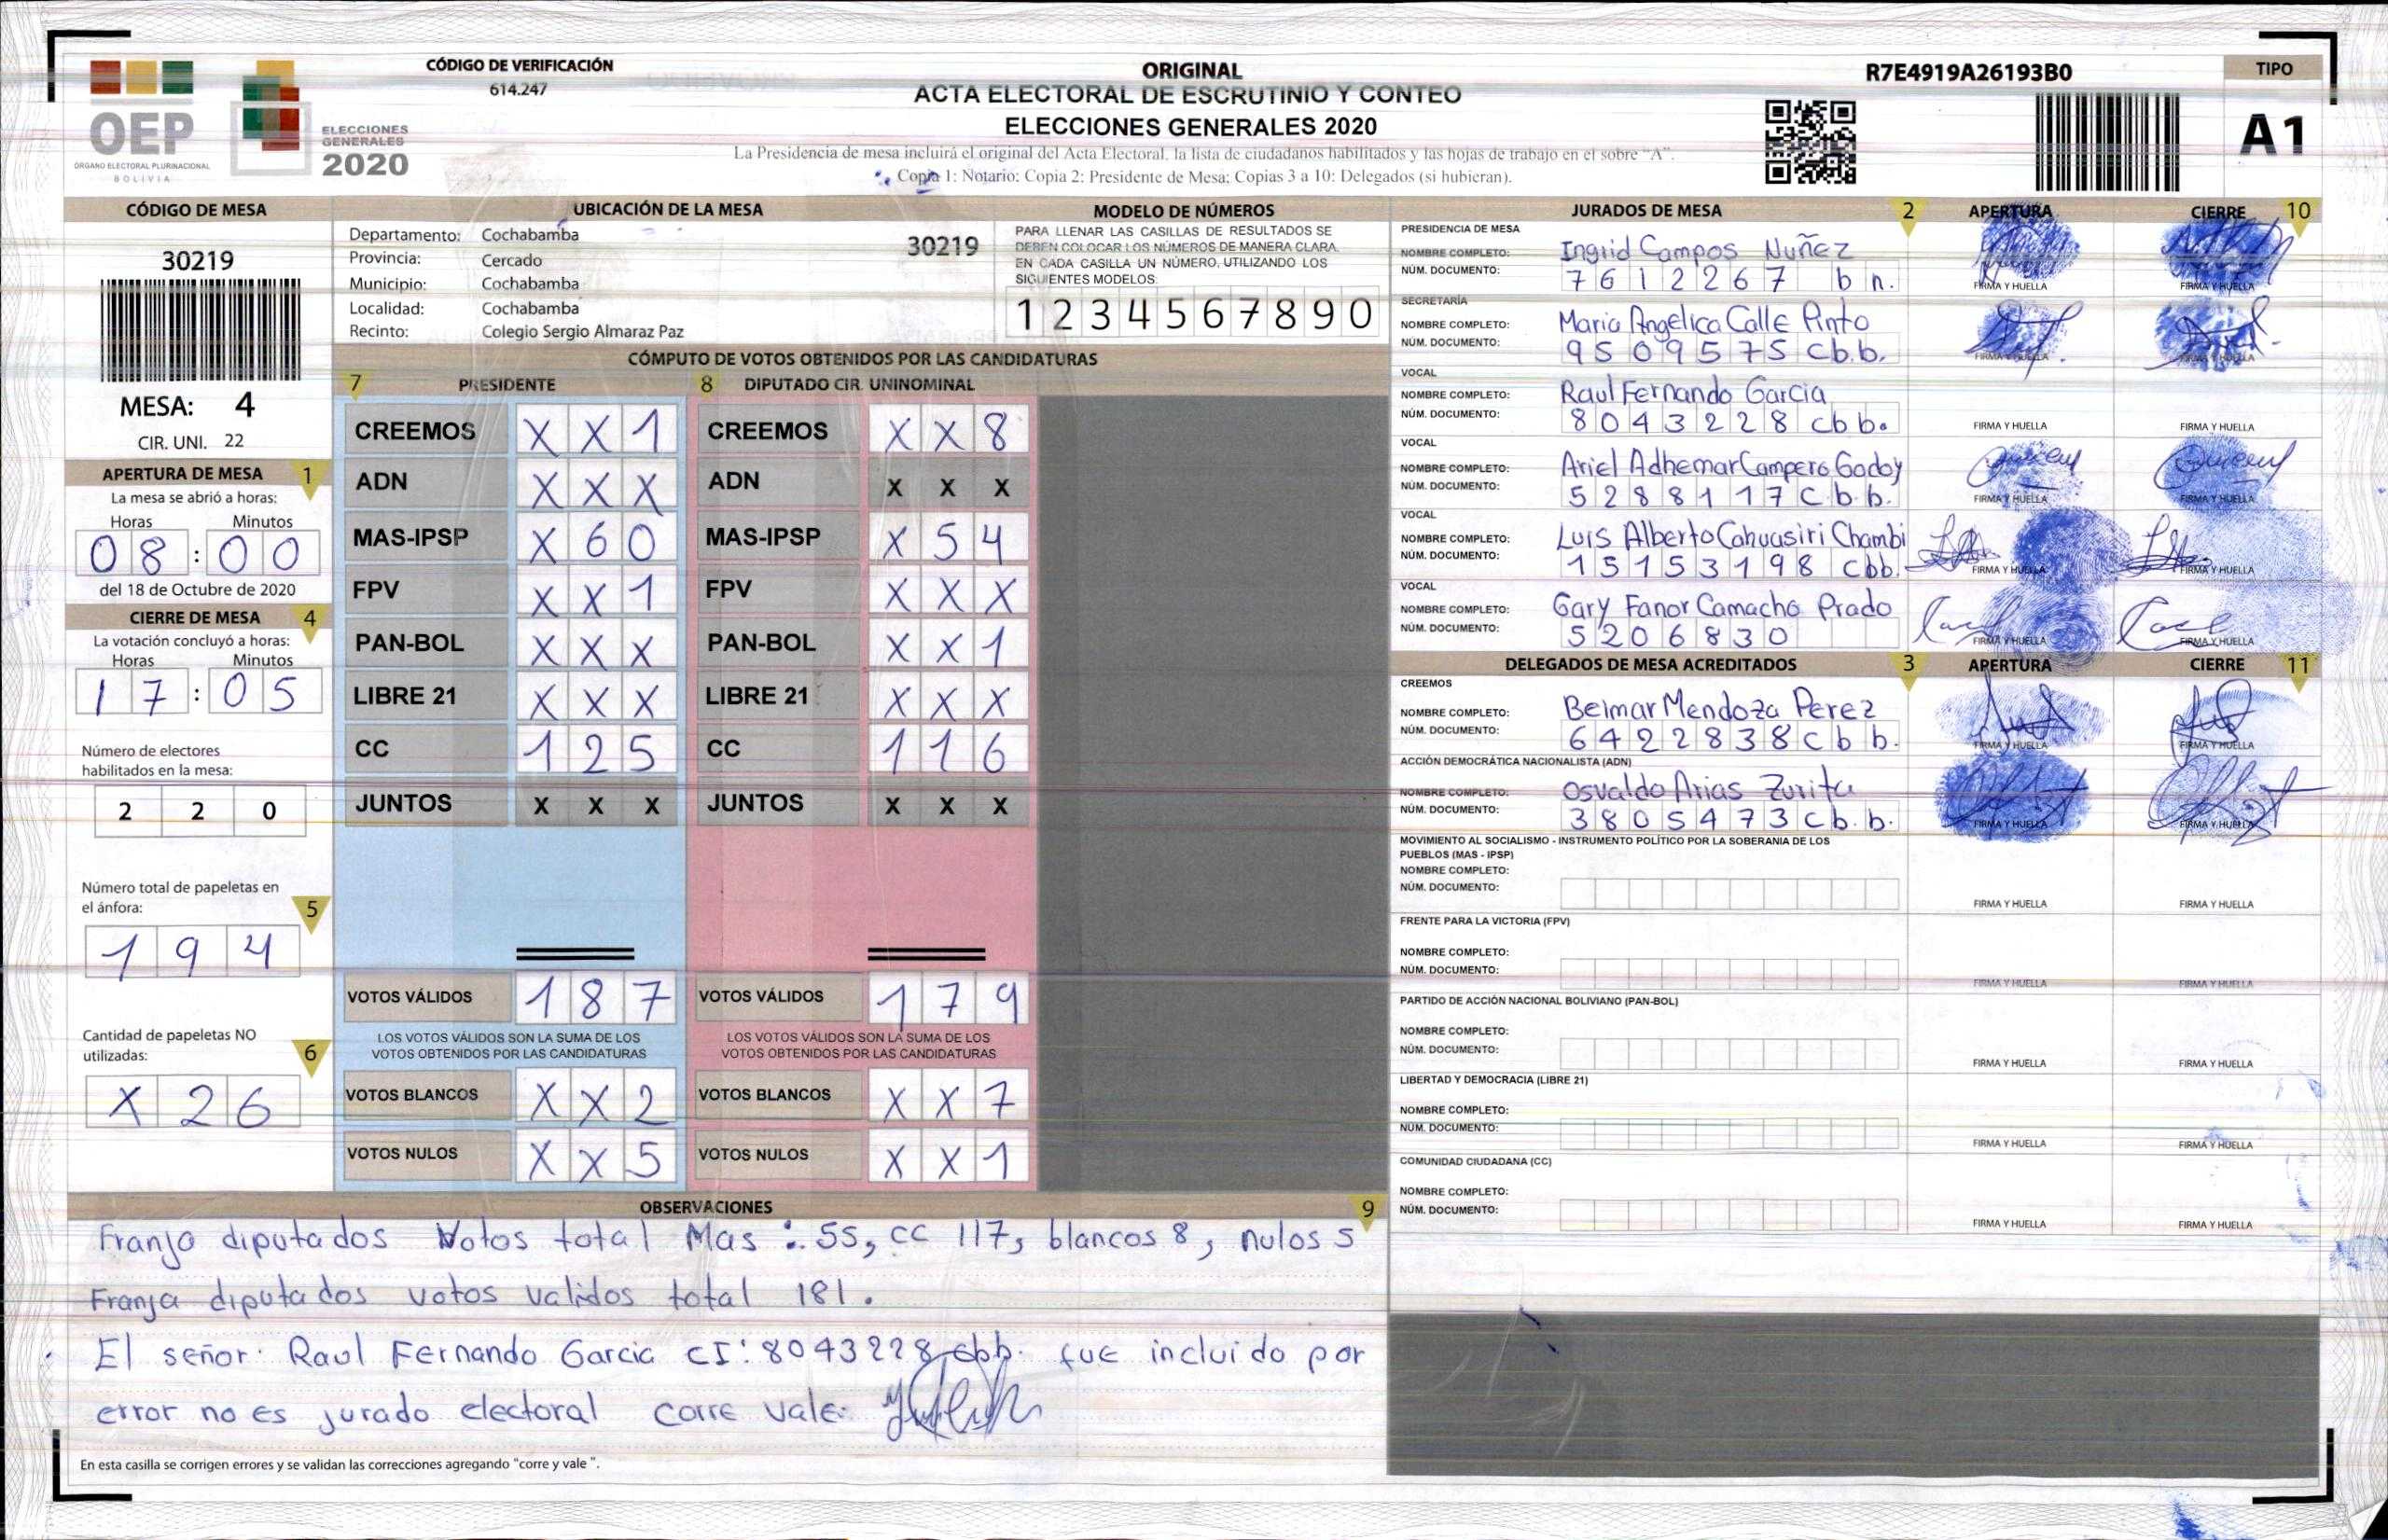 OEP
ÓRGANO ELECTORAL PLURINACIONAL
BOLIVIA
ELECCIONES
GENERALES
2020
CÓDIGO DE VERIFICACIÓN
614.247
ORIGINAL
ACTA ELECTORAL DE ESCRUTINIO Y CONTEO
ELECCIONES GENERALES 2020
La Presidencia de mesa incluirá el original del Acta Electoral, la lista de ciudadanos habilitados y las hojas de trabajo en el sobre "A".
Copia 1: Notario; Copia 2: Presidente de Mesa; Copias 3 a 10: Delegados (si hubieran).
R7E4919A26193B0
TIPO
A1
CÓDIGO DE MESA
30219
MESA: 4
CIR. UNI. 22
APERTURA DE MESA 1
La mesa se abrió a horas:
Horas Minutos
08 : 00
del 18 de Octubre de 2020
CIERRE DE MESA 4
La votación concluyó a horas:
Horas Minutos
17 : 05
Número de electores
habilitados en la mesa:
2 2 0
Número total de papeletas en
el ánfora: 5
1 9 4
Cantidad de papeletas NO
utilizadas: 6
X 2 6
UBICACIÓN DE LA MESA
Departamento: Cochabamba
30219
Provincia: Cercado
Municipio: Cochabamba
Localidad: Cochabamba
Recinto: Colegio Sergio Almaraz Paz
MODELO DE NÚMEROS
PARA LLENAR LAS CASILLAS DE RESULTADOS SE
DEBEN COLOCAR LOS NÚMEROS DE MANERA CLARA.
EN CADA CASILLA UN NÚMERO, UTILIZANDO LOS
SIGUIENTES MODELOS.
1 2 3 4 5 6 7 8 9 0
CÓMPUTO DE VOTOS OBTENIDOS POR LAS CANDIDATURAS
7 PRESIDENTE
CREEMOS X X 1
ADN X X X
MAS-IPSP X 6 0
FPV X X 1
PAN-BOL X X X
LIBRE 21 X X X
CC 1 2 5
JUNTOS X X X
VOTOS VÁLIDOS 1 8 7
LOS VOTOS VÁLIDOS SON LA SUMA DE LOS
VOTOS OBTENIDOS POR LAS CANDIDATURAS
VOTOS BLANCOS X X 2
VOTOS NULOS X X 5
8 DIPUTADO CIR. UNINOMINAL
CREEMOS X X 8
ADN X X X
MAS-IPSP X 5 4
FPV X X X
PAN-BOL X X 1
LIBRE 21 X X X
CC 1 1 6
JUNTOS X X X
VOTOS VÁLIDOS 1 7 9
LOS VOTOS VÁLIDOS SON LA SUMA DE LOS
VOTOS OBTENIDOS POR LAS CANDIDATURAS
VOTOS BLANCOS X X 7
VOTOS NULOS X X 1
OBSERVACIONES 9
Franja diputados Votos total Mas : 55, CC 117, blancos 8, nulos 5
Franja diputados votos validos total 181.
El señor Raul Fernando Garcia CI: 8043228 cbb. fue incluido por
error no es jurado electoral corre vale.
En esta casilla se corrigen errores y se validan las correcciones agregando "corre y vale ".
JURADOS DE MESA 2 APERTURA CIERRE 10
PRESIDENCIA DE MESA
NOMBRE COMPLETO: Ingrid Campos Nuñez
NÚM. DOCUMENTO: 7612267 bn.
FIRMA Y HUELLA FIRMA Y HUELLA
SECRETARÍA
NOMBRE COMPLETO: Maria Angelica Calle Pinto
NÚM. DOCUMENTO: 9509575 cb.b.
FIRMA Y HUELLA FIRMA Y HUELLA
VOCAL
NOMBRE COMPLETO: Raul Fernando Garcia
NÚM. DOCUMENTO: 8043228 cbb.
FIRMA Y HUELLA FIRMA Y HUELLA
VOCAL
NOMBRE COMPLETO: Ariel Adhemar Campero Godoy
NÚM. DOCUMENTO: 5288117 C.b.b.
FIRMA Y HUELLA FIRMA Y HUELLA
VOCAL
NOMBRE COMPLETO: Luis Alberto Cahuasiri Chambi
NÚM. DOCUMENTO: 15153198 cbb.
FIRMA Y HUELLA FIRMA Y HUELLA
VOCAL
NOMBRE COMPLETO: Gary Fanor Camacho Prado
NÚM. DOCUMENTO: 5206830
FIRMA Y HUELLA FIRMA Y HUELLA
DELEGADOS DE MESA ACREDITADOS 3 APERTURA CIERRE 11
CREEMOS
NOMBRE COMPLETO: Belmar Mendoza Perez
NÚM. DOCUMENTO: 6422838 cbb.
FIRMA Y HUELLA FIRMA Y HUELLA
ACCIÓN DEMOCRÁTICA NACIONALISTA (ADN)
NOMBRE COMPLETO: Osvaldo Arias Zurita
NÚM. DOCUMENTO: 3805473 cb.b.
FIRMA Y HUELLA FIRMA Y HUELLA
MOVIMIENTO AL SOCIALISMO - INSTRUMENTO POLÍTICO POR LA SOBERANIA DE LOS
PUEBLOS (MAS - IPSP)
NOMBRE COMPLETO:
NÚM. DOCUMENTO:
FIRMA Y HUELLA FIRMA Y HUELLA
FRENTE PARA LA VICTORIA (FPV)
NOMBRE COMPLETO:
NÚM. DOCUMENTO:
FIRMA Y HUELLA FIRMA Y HUELLA
PARTIDO DE ACCIÓN NACIONAL BOLIVIANO (PAN-BOL)
NOMBRE COMPLETO:
NÚM. DOCUMENTO:
FIRMA Y HUELLA FIRMA Y HUELLA
LIBERTAD Y DEMOCRACIA (LIBRE 21)
NOMBRE COMPLETO:
NÚM. DOCUMENTO:
FIRMA Y HUELLA FIRMA Y HUELLA
COMUNIDAD CIUDADANA (CC)
NOMBRE COMPLETO:
NÚM. DOCUMENTO:
FIRMA Y HUELLA FIRMA Y HUELLA